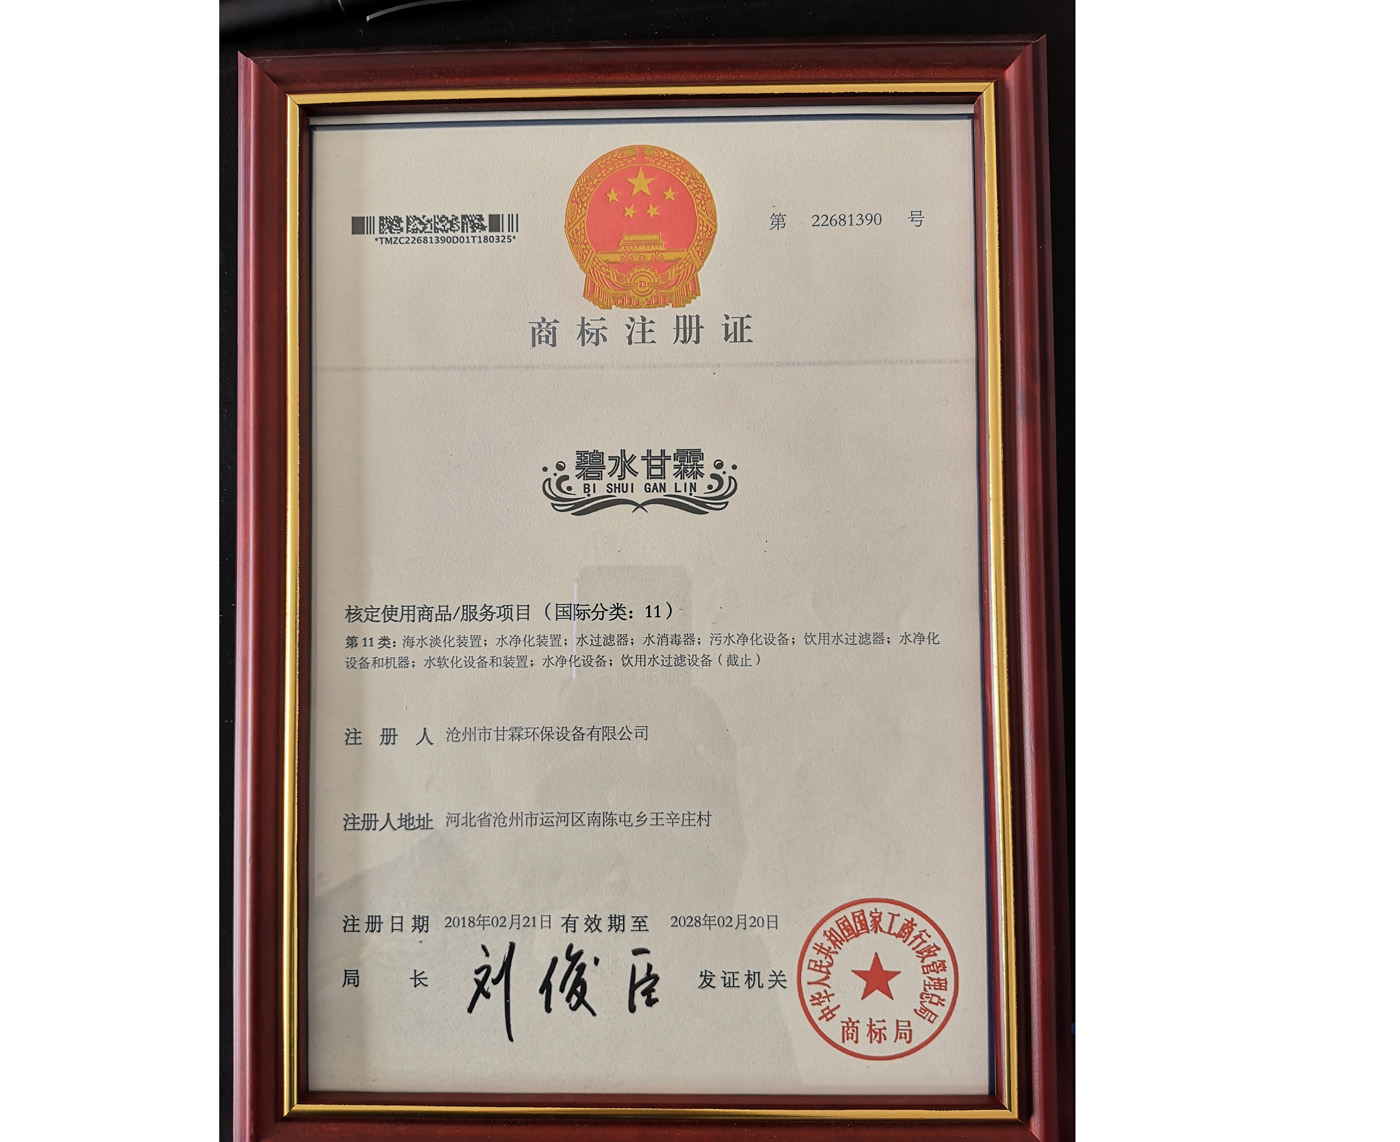 *TMZC22681390D01T180325*
第 22681390 号
商标注册证
碧水甘霖
BI SHUI GAN LIN
核定使用商品/服务项目（国际分类：11）
第 11 类：海水淡化装置；水净化装置；水过滤器；水消毒器；污水净化设备；饮用水过滤器；水净化
设备和机器；水软化设备和装置；水净化设备；饮用水过滤设备（截止）
注册人 沧州市甘霖环保设备有限公司
注册人地址 河北省沧州市运河区南陈屯乡王辛庄村
注册日期 2018年02月21日 有效期至 2028年02月20日
局长 刘俊臣 发证机关
中华人民共和国国家工商行政管理总局
商标局